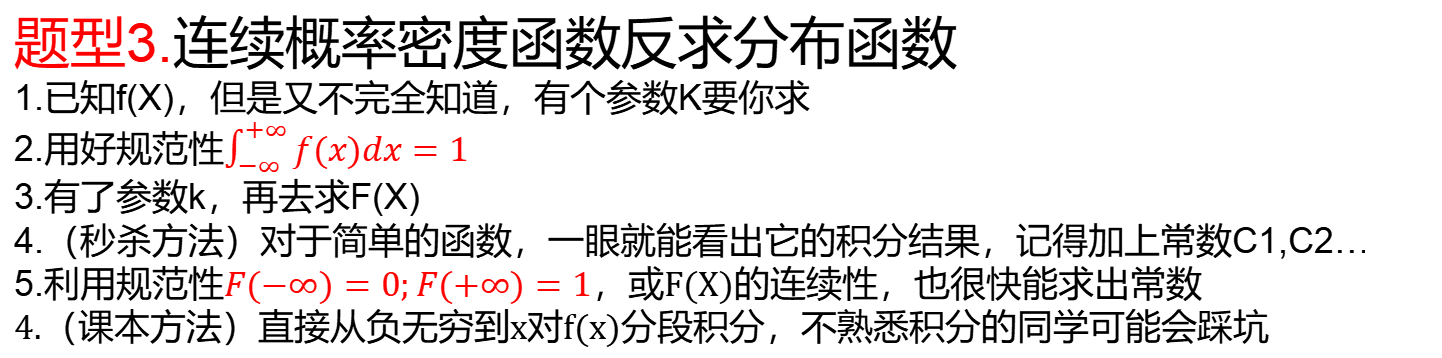 题型3.连续概率密度函数反求分布函数
1.已知f(X)，但是又不完全知道，有个参数K要你求
2.用好规范性∫_{−∞}^{+∞} f(x)dx = 1
3.有了参数k，再去求F(X)
4.（秒杀方法）对于简单的函数，一眼就能看出它的积分结果，记得加上常数C1,C2…
5.利用规范性F(−∞) = 0; F(+∞) = 1，或F(X)的连续性，也很快能求出常数
4.（课本方法）直接从负无穷到x对f(x)分段积分，不熟悉积分的同学可能会踩坑